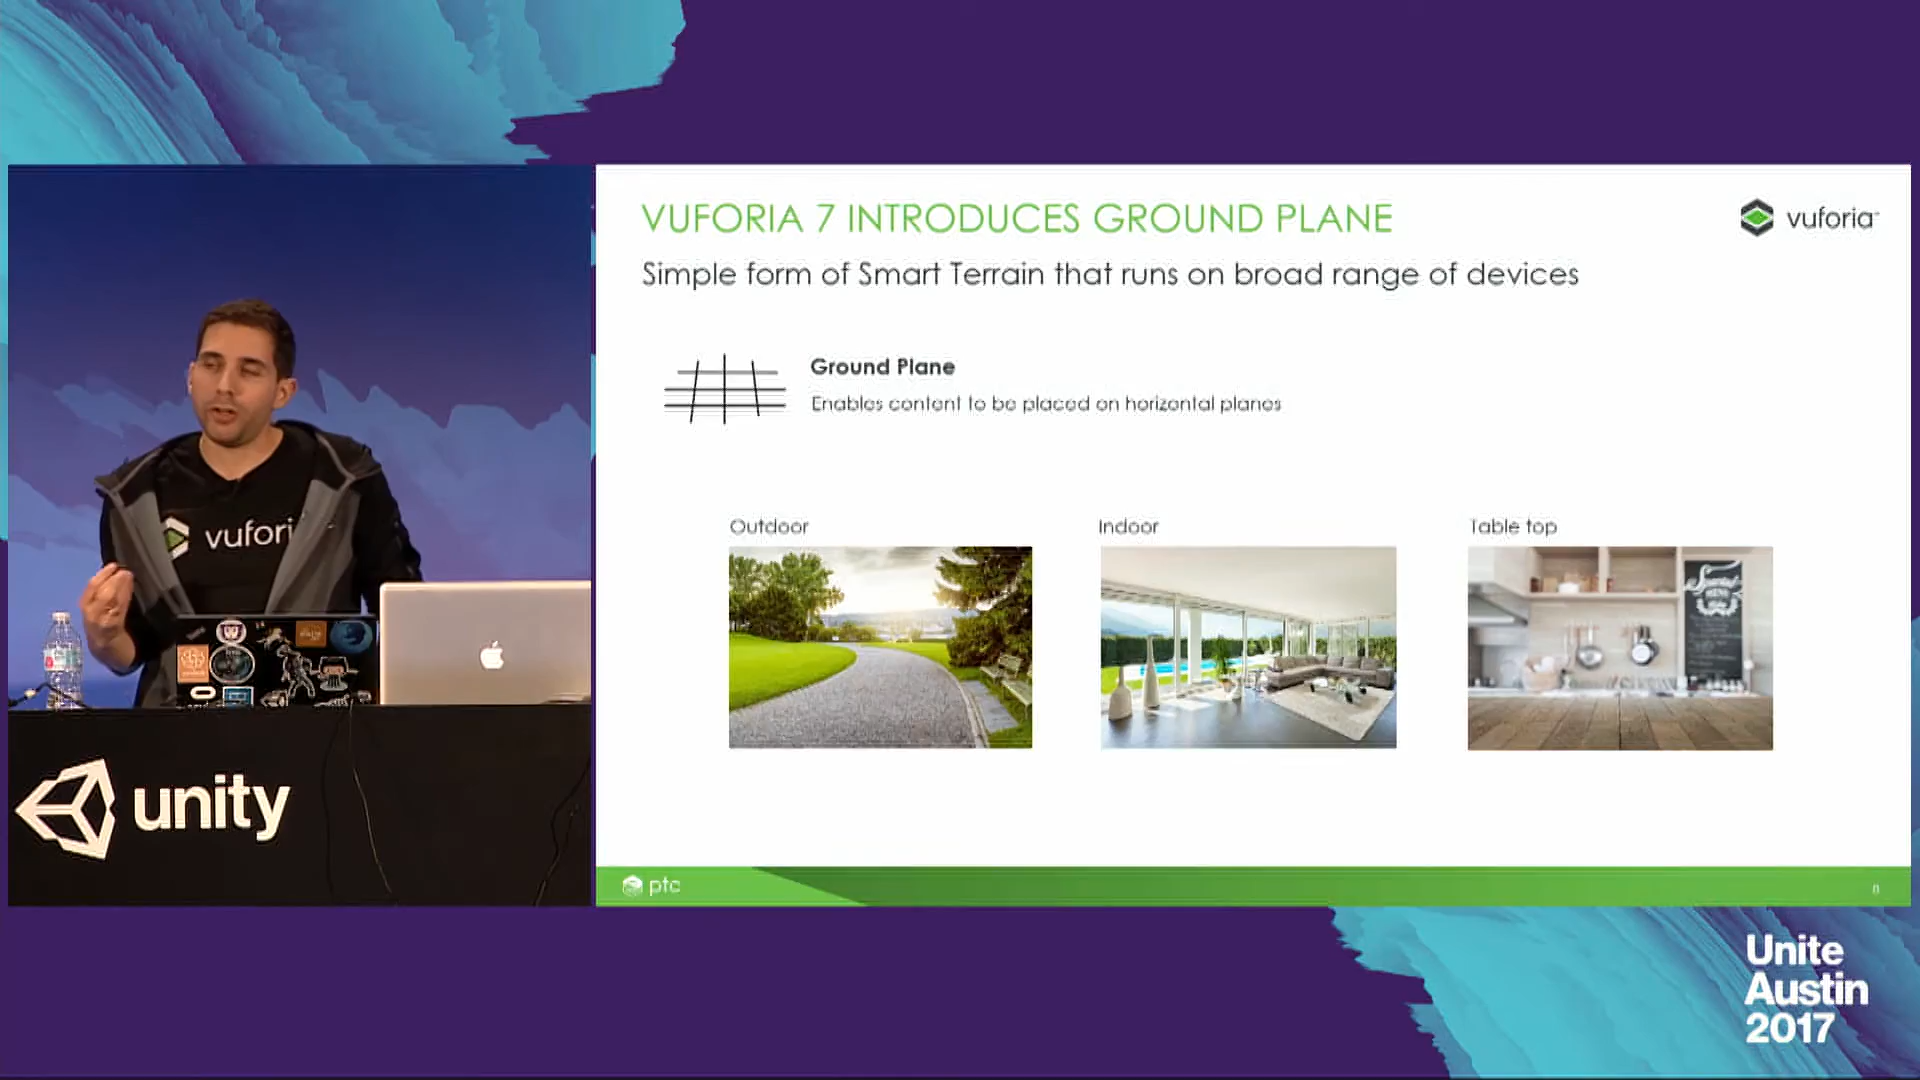 VUFORIA 7 INTRODUCES GROUND PLANE
vuforia
Simple form of Smart Terrain that runs on broad range of devices
Ground Plane
Enables content to be placed on horizontal planes
Outdoor
Indoor
Table top
vufori
unity
ptc
Unite
Austin
2017